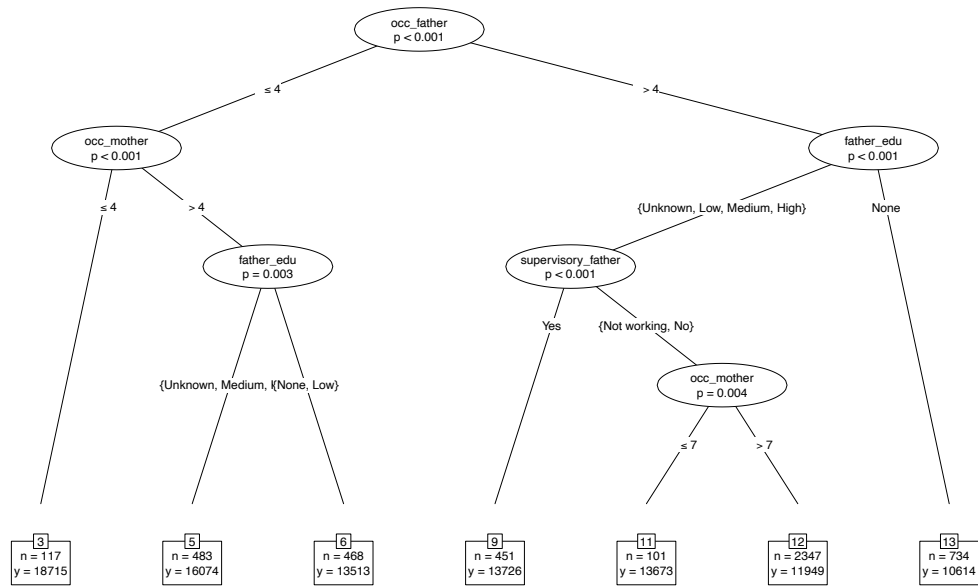 occ_father
p < 0.001
≤ 4
> 4
occ_mother
p < 0.001
father_edu
p < 0.001
≤ 4
> 4
{Unknown, Low, Medium, High}
None
father_edu
p = 0.003
supervisory_father
p < 0.001
Yes
{Not working, No}
{Unknown, Medium, {None, Low}
occ_mother
p = 0.004
≤ 7
> 7
3
n = 117
y = 18715
5
n = 483
y = 16074
6
n = 468
y = 13513
9
n = 451
y = 13726
11
n = 101
y = 13673
12
n = 2347
y = 11949
13
n = 734
y = 10614